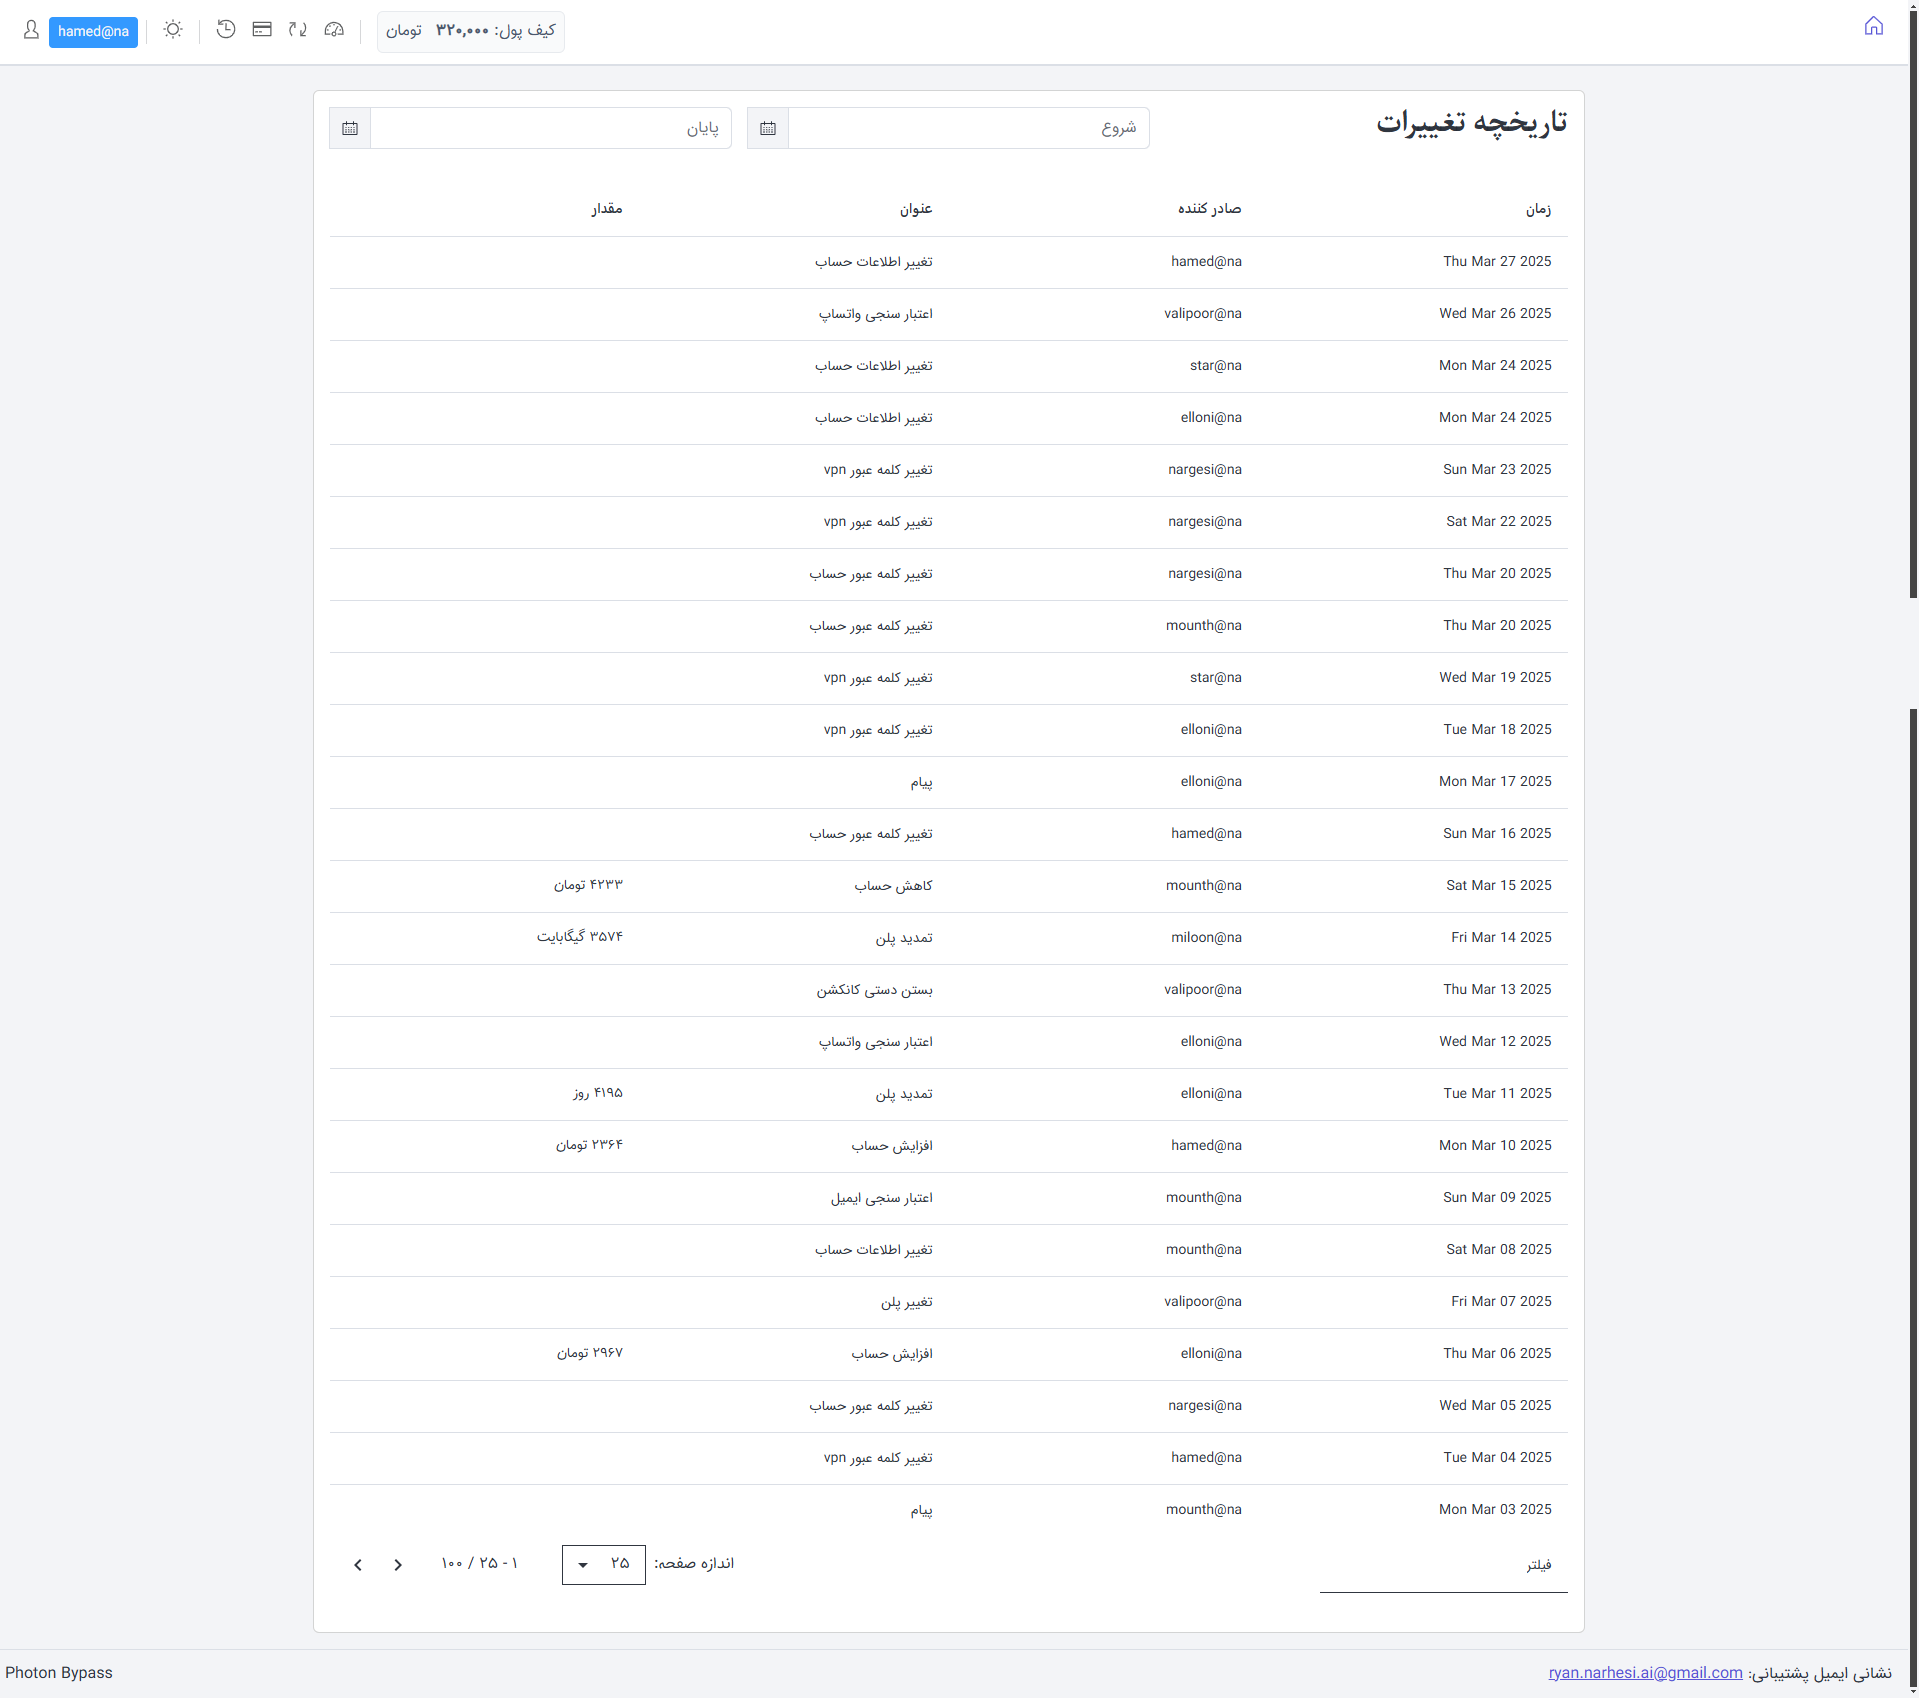 hamed@na
کیف پول: ۳۲۰,۰۰۰ تومان
تاریخچه تغییرات
شروع
پایان
زمان صادر کننده عنوان مقدار
Thu Mar 27 2025 hamed@na تغییر اطلاعات حساب
Wed Mar 26 2025 valipoor@na اعتبار سنجی واتساپ
Mon Mar 24 2025 star@na تغییر اطلاعات حساب
Mon Mar 24 2025 elloni@na تغییر اطلاعات حساب
Sun Mar 23 2025 nargesi@na تغییر کلمه عبور vpn
Sat Mar 22 2025 nargesi@na تغییر کلمه عبور vpn
Thu Mar 20 2025 nargesi@na تغییر کلمه عبور حساب
Thu Mar 20 2025 mounth@na تغییر کلمه عبور حساب
Wed Mar 19 2025 star@na تغییر کلمه عبور vpn
Tue Mar 18 2025 elloni@na تغییر کلمه عبور vpn
Mon Mar 17 2025 elloni@na پیام
Sun Mar 16 2025 hamed@na تغییر کلمه عبور حساب
Sat Mar 15 2025 mounth@na کاهش حساب ۴۲۳۳ تومان
Fri Mar 14 2025 miloon@na تمدید پلن ۳۵۷۴ گیگابایت
Thu Mar 13 2025 valipoor@na بستن دستی کانکشن
Wed Mar 12 2025 elloni@na اعتبار سنجی واتساپ
Tue Mar 11 2025 elloni@na تمدید پلن ۴۱۹۵ روز
Mon Mar 10 2025 hamed@na افزایش حساب ۲۳۶۴ تومان
Sun Mar 09 2025 mounth@na اعتبار سنجی ایمیل
Sat Mar 08 2025 mounth@na تغییر اطلاعات حساب
Fri Mar 07 2025 valipoor@na تغییر پلن
Thu Mar 06 2025 elloni@na افزایش حساب ۲۹۶۷ تومان
Wed Mar 05 2025 nargesi@na تغییر کلمه عبور حساب
Tue Mar 04 2025 hamed@na تغییر کلمه عبور vpn
Mon Mar 03 2025 mounth@na پیام
فیلتر
اندازه صفحه: ۲۵
۱ - ۲۵ / ۱۰۰
نشانی ایمیل پشتیبانی: ryan.narhesi.ai@gmail.com
Photon Bypass